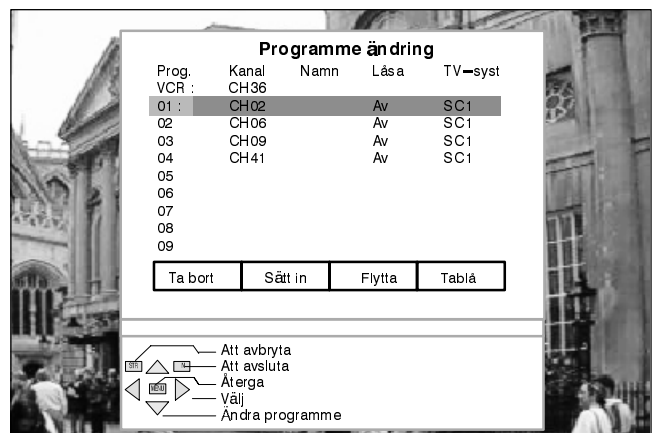 Programme ändring
Prog. Kanal Namn Låsa TV-syst
VCR : CH36
01 : CH02 Av SC1
02 CH06 Av SC1
03 CH09 Av SC1
04 CH41 Av SC1
05
06
07
08
09
Ta bort Sätt in Flytta Tablå
Att avbryta
STR N Att avsluta
Återga
MENU Välj
Ändra programme